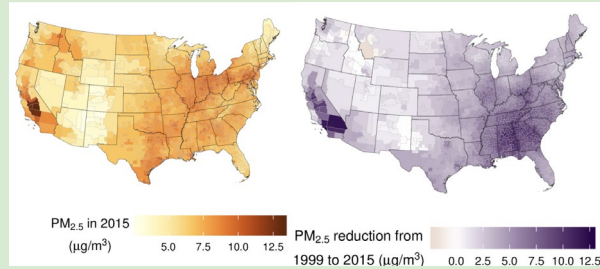 PM2.5 in 2015
(μg/m³)
5.0 7.5 10.0 12.5
PM2.5 reduction from
1999 to 2015 (μg/m³)
0.0 2.5 5.0 7.5 10.0 12.5